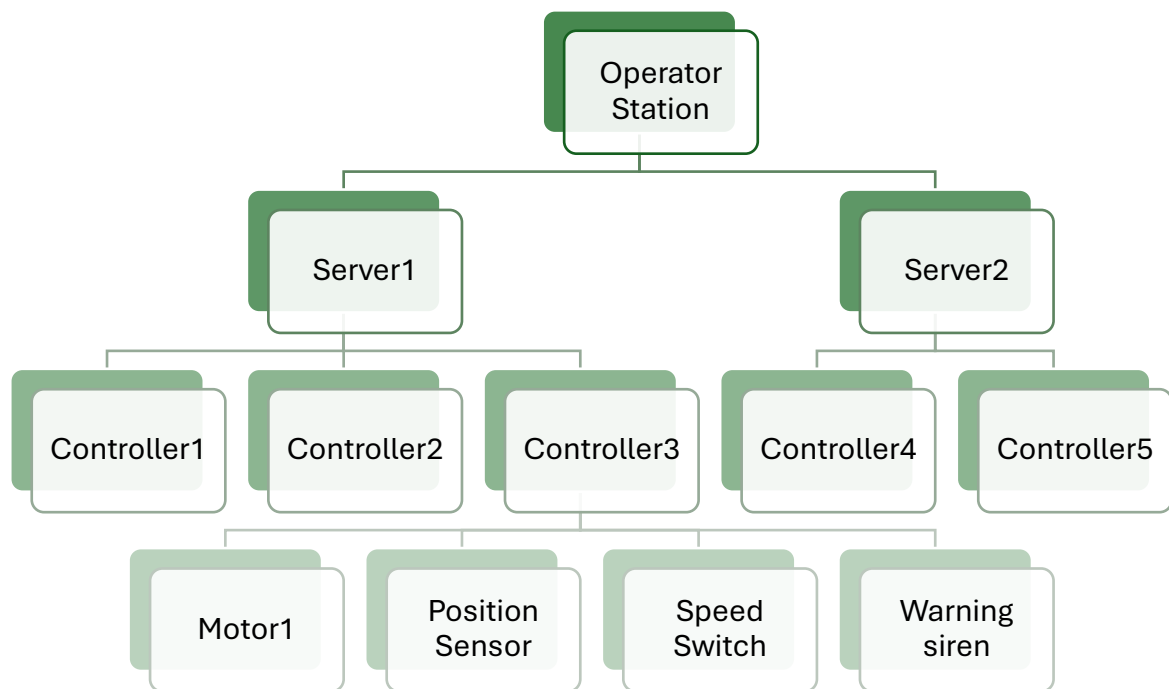 Operator
Station
Server1
Server2
Controller1
Controller2
Controller3
Controller4
Controller5
Motor1
Position
Sensor
Speed
Switch
Warning
siren